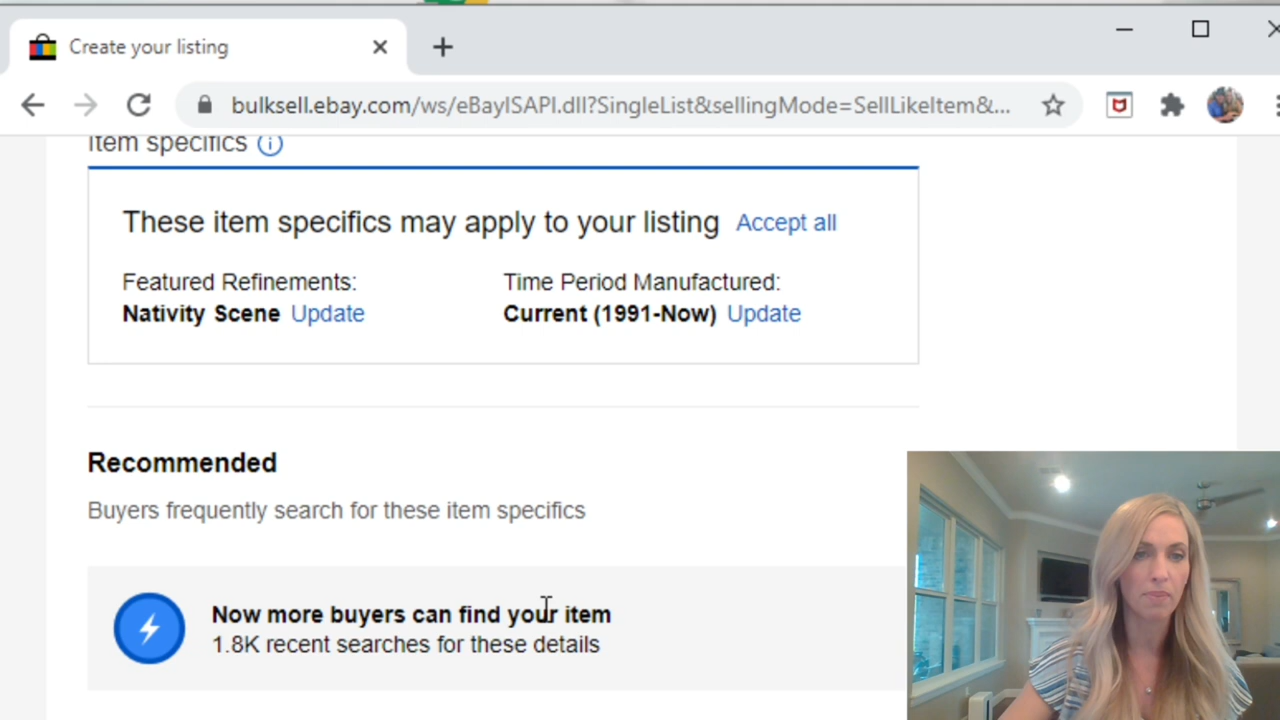 Create your listing
bulksell.ebay.com/ws/eBayISAPI.dll?SingleList&sellingMode=SellLikeItem&...
Item specifics
These item specifics may apply to your listing Accept all
Featured Refinements: Time Period Manufactured:
Nativity Scene Update Current (1991-Now) Update
Recommended
Buyers frequently search for these item specifics
Now more buyers can find your item
1.8K recent searches for these details